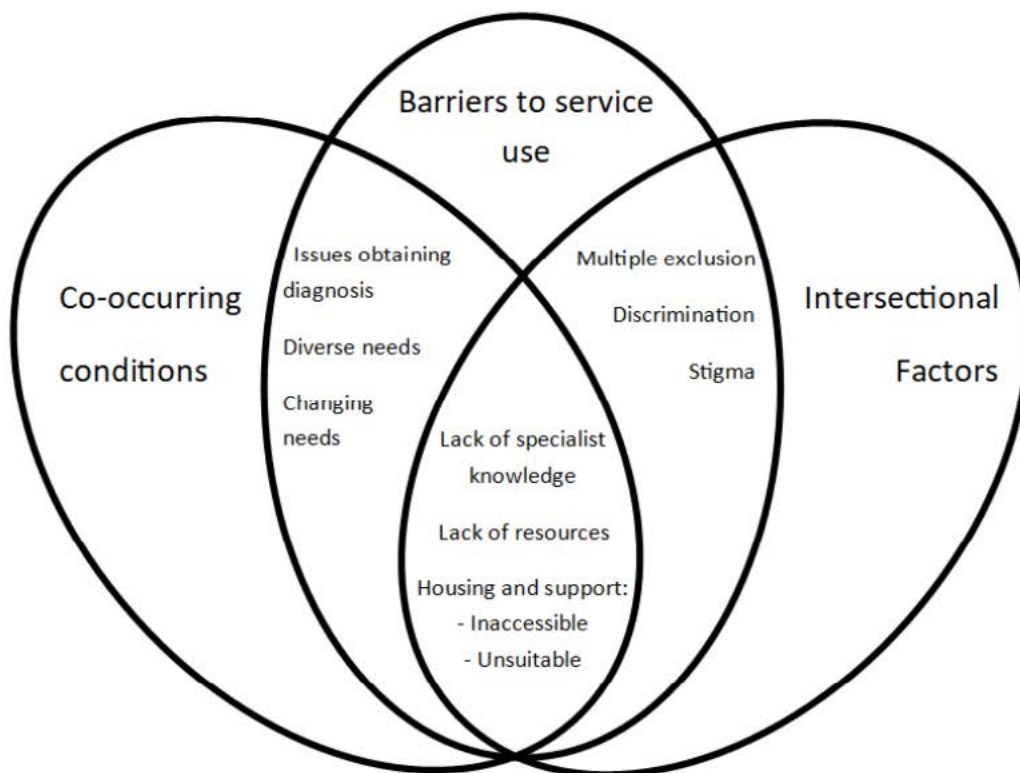 Barriers to service
use
Co-occurring
conditions
Issues obtaining
diagnosis
Diverse needs
Changing
needs
Multiple exclusion
Discrimination
Stigma
Intersectional
Factors
Lack of specialist
knowledge
Lack of resources
Housing and support:
- Inaccessible
- Unsuitable